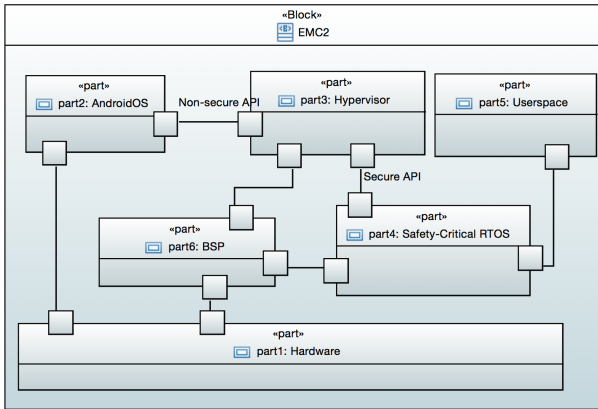 «Block»
EMC2
«part»
part2: AndroidOS
Non-secure API
«part»
part3: Hypervisor
«part»
part5: Userspace
Secure API
«part»
part6: BSP
«part»
part4: Safety-Critical RTOS
«part»
part1: Hardware